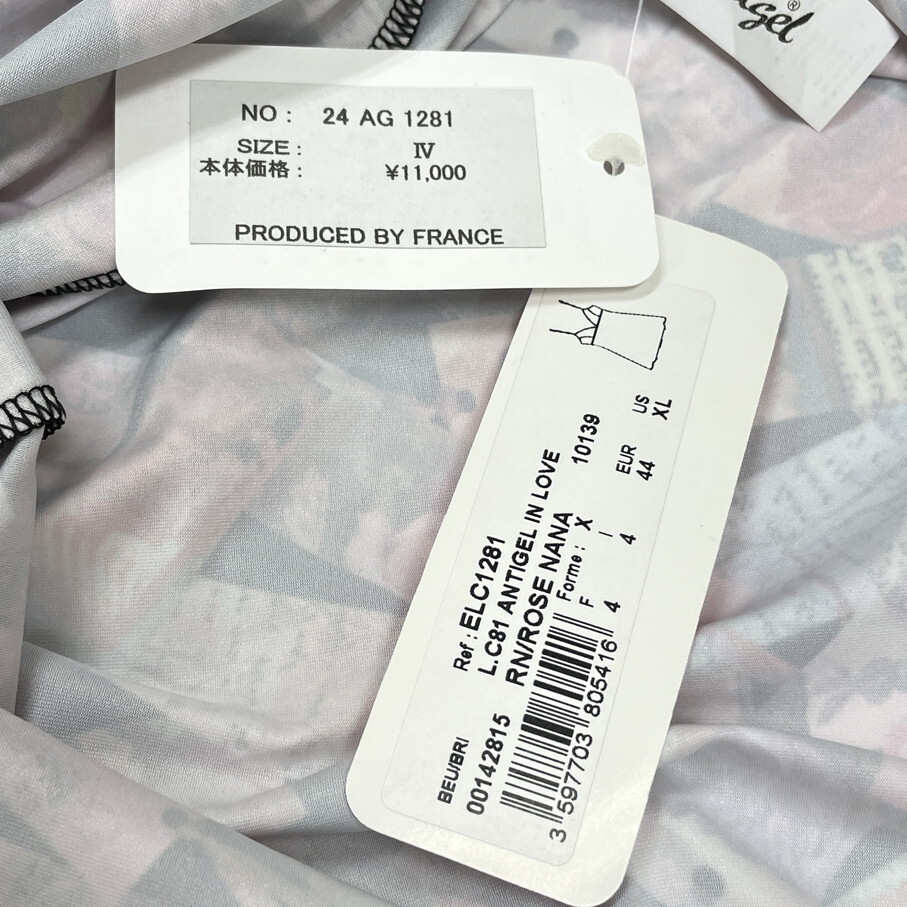 NO : 24 AG 1281
SIZE : Ⅳ
本体価格 : ¥11,000
PRODUCED BY FRANCE
Ref : ELC1281
L.C81 ANTIGEL IN LOVE
RN/ROSE NANA
Forme : X 10139
F I EUR US
4 4 44 XL
BEU/BRI
00142815
3 597703 805416